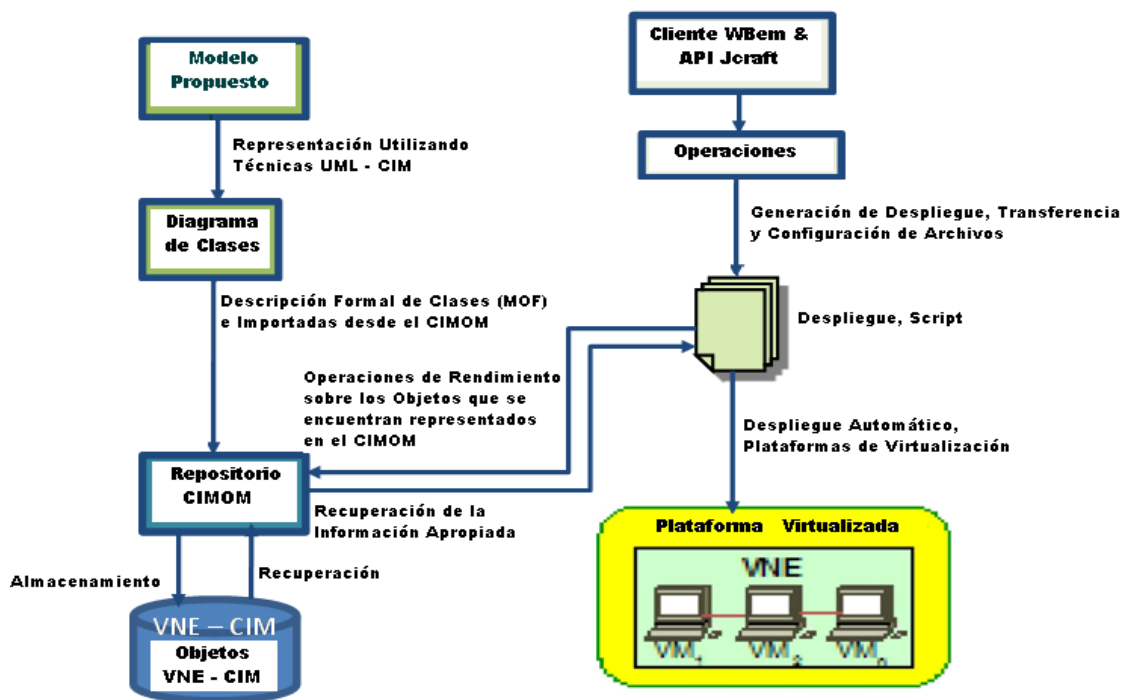 Modelo
Propuesto
Representación Utilizando
Técnicas UML - CIM
Diagrama
de Clases
Descripción Formal de Clases (MOF)
e Importadas desde el CIMOM
Operaciones de Rendimiento
sobre los Objetos que se
encuentran representados
en el CIMOM
Repositorio
CIMOM
Recuperación de la
Información Apropiada
Almacenamiento
Recuperación
VNE – CIM
Objetos
VNE - CIM
Cliente WBem &
API Jcraft
Operaciones
Generación de Despliegue, Transferencia
y Configuración de Archivos
Despliegue, Script
Despliegue Automático,
Plataformas de Virtualización
Plataforma Virtualizada
VNE
VM1 VM2 VMn